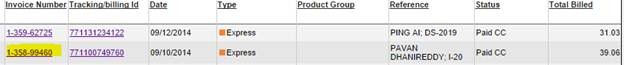 Invoice Number Tracking/billing Id Date Type Product Group Reference Status Total Billed
1-359-62725 771131234122 09/12/2014 Express PING AI; DS-2019 Paid CC 31.03
1-358-99460 771100749760 09/10/2014 Express PAVAN DHANIREDDY; I-20 Paid CC 39.06